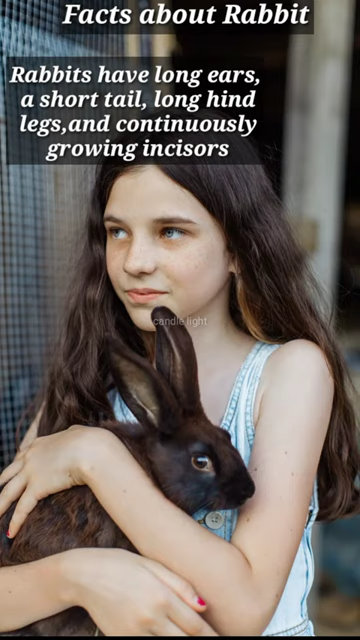 Facts about Rabbit
Rabbits have long ears,
a short tail, long hind
legs,and continuously
growing incisors
candle light